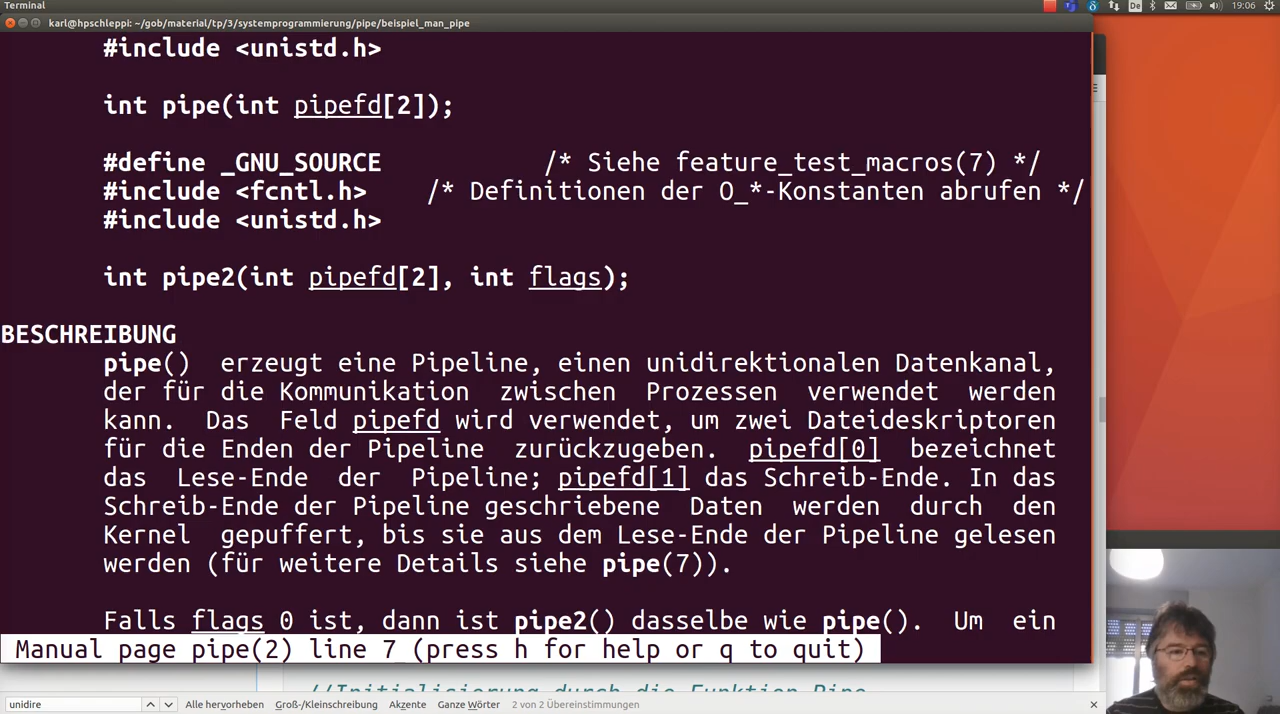 Terminal
De
19:06
karl@hpschleppi: ~/gob/material/tp/3/systemprogrammierung/pipe/beispiel_man_pipe
#include <unistd.h>
int pipe(int pipefd[2]);
#define _GNU_SOURCE /* Siehe feature_test_macros(7) */
#include <fcntl.h> /* Definitionen der O_*-Konstanten abrufen */
#include <unistd.h>
int pipe2(int pipefd[2], int flags);
BESCHREIBUNG
pipe() erzeugt eine Pipeline, einen unidirektionalen Datenkanal,
der für die Kommunikation zwischen Prozessen verwendet werden
kann. Das Feld pipefd wird verwendet, um zwei Dateideskriptoren
für die Enden der Pipeline zurückzugeben. pipefd[0] bezeichnet
das Lese-Ende der Pipeline; pipefd[1] das Schreib-Ende. In das
Schreib-Ende der Pipeline geschriebene Daten werden durch den
Kernel gepuffert, bis sie aus dem Lese-Ende der Pipeline gelesen
werden (für weitere Details siehe pipe(7)).
Falls flags 0 ist, dann ist pipe2() dasselbe wie pipe(). Um ein
Manual page pipe(2) line 7 (press h for help or q to quit)
//Initialisierung durch die Funktion Pipe
unidire
Alle hervorheben
Groß-/Kleinschreibung
Akzente
Ganze Wörter
2 von 2 Übereinstimmungen